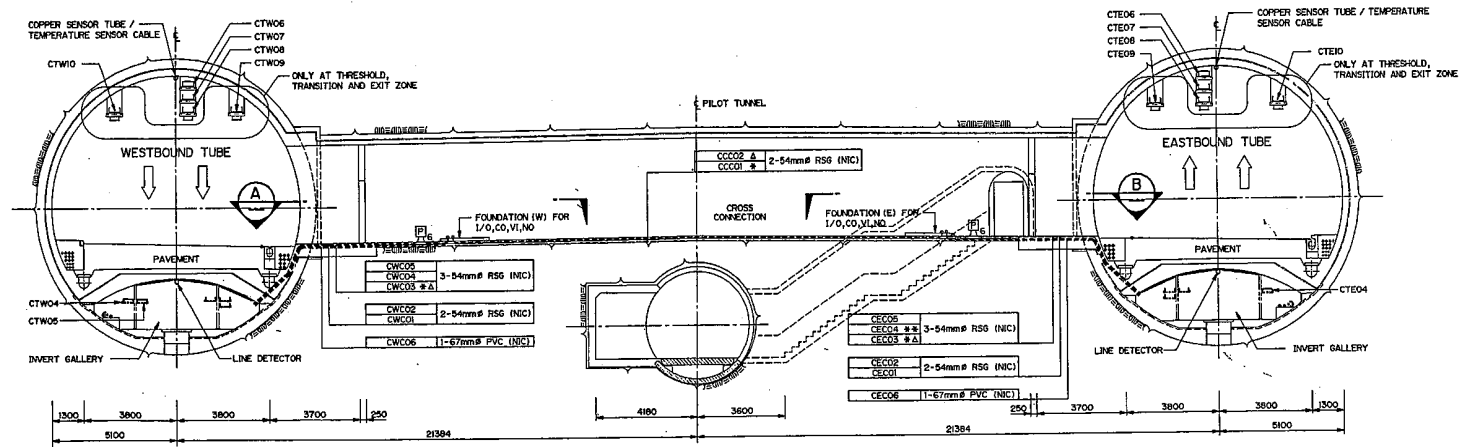 COPPER SENSOR TUBE /
TEMPERATURE SENSOR CABLE
℄
CTW06
CTW07
CTW08
CTW09
CTW10
ONLY AT THRESHOLD,
TRANSITION AND EXIT ZONE
WESTBOUND TUBE
A
PAVEMENT
CTW04
CTW05
INVERT GALLERY
LINE DETECTOR
℄ PILOT TUNNEL
CCC02 Δ
CCC01 *
2-54mmø RSG (NIC)
CROSS
CONNECTION
P
6
FOUNDATION (W) FOR
I/O,CO,VI,NO
FOUNDATION (E) FOR
I/O,CO,VI,NO
P
6
CWC05
CWC04
CWC03 *Δ
3-54mmø RSG (NIC)
CWC02
CWC01
2-54mmø RSG (NIC)
CWC06
1-67mmø PVC (NIC)
CEC05
CEC04 **
CEC03 *Δ
3-54mmø RSG (NIC)
CEC02
CEC01
2-54mmø RSG (NIC)
CEC06
1-67mmø PVC (NIC)
CTE06
CTE07
CTE08
CTE09
℄
COPPER SENSOR TUBE / TEMPERATURE
SENSOR CABLE
CTE10
ONLY AT THRESHOLD,
TRANSITION AND EXIT ZONE
EASTBOUND TUBE
B
PAVEMENT
CTE04
LINE DETECTOR
INVERT GALLERY
1300
3800
3800
3700
250
4180
3600
250
3700
3800
3800
1300
5100
21384
21384
5100